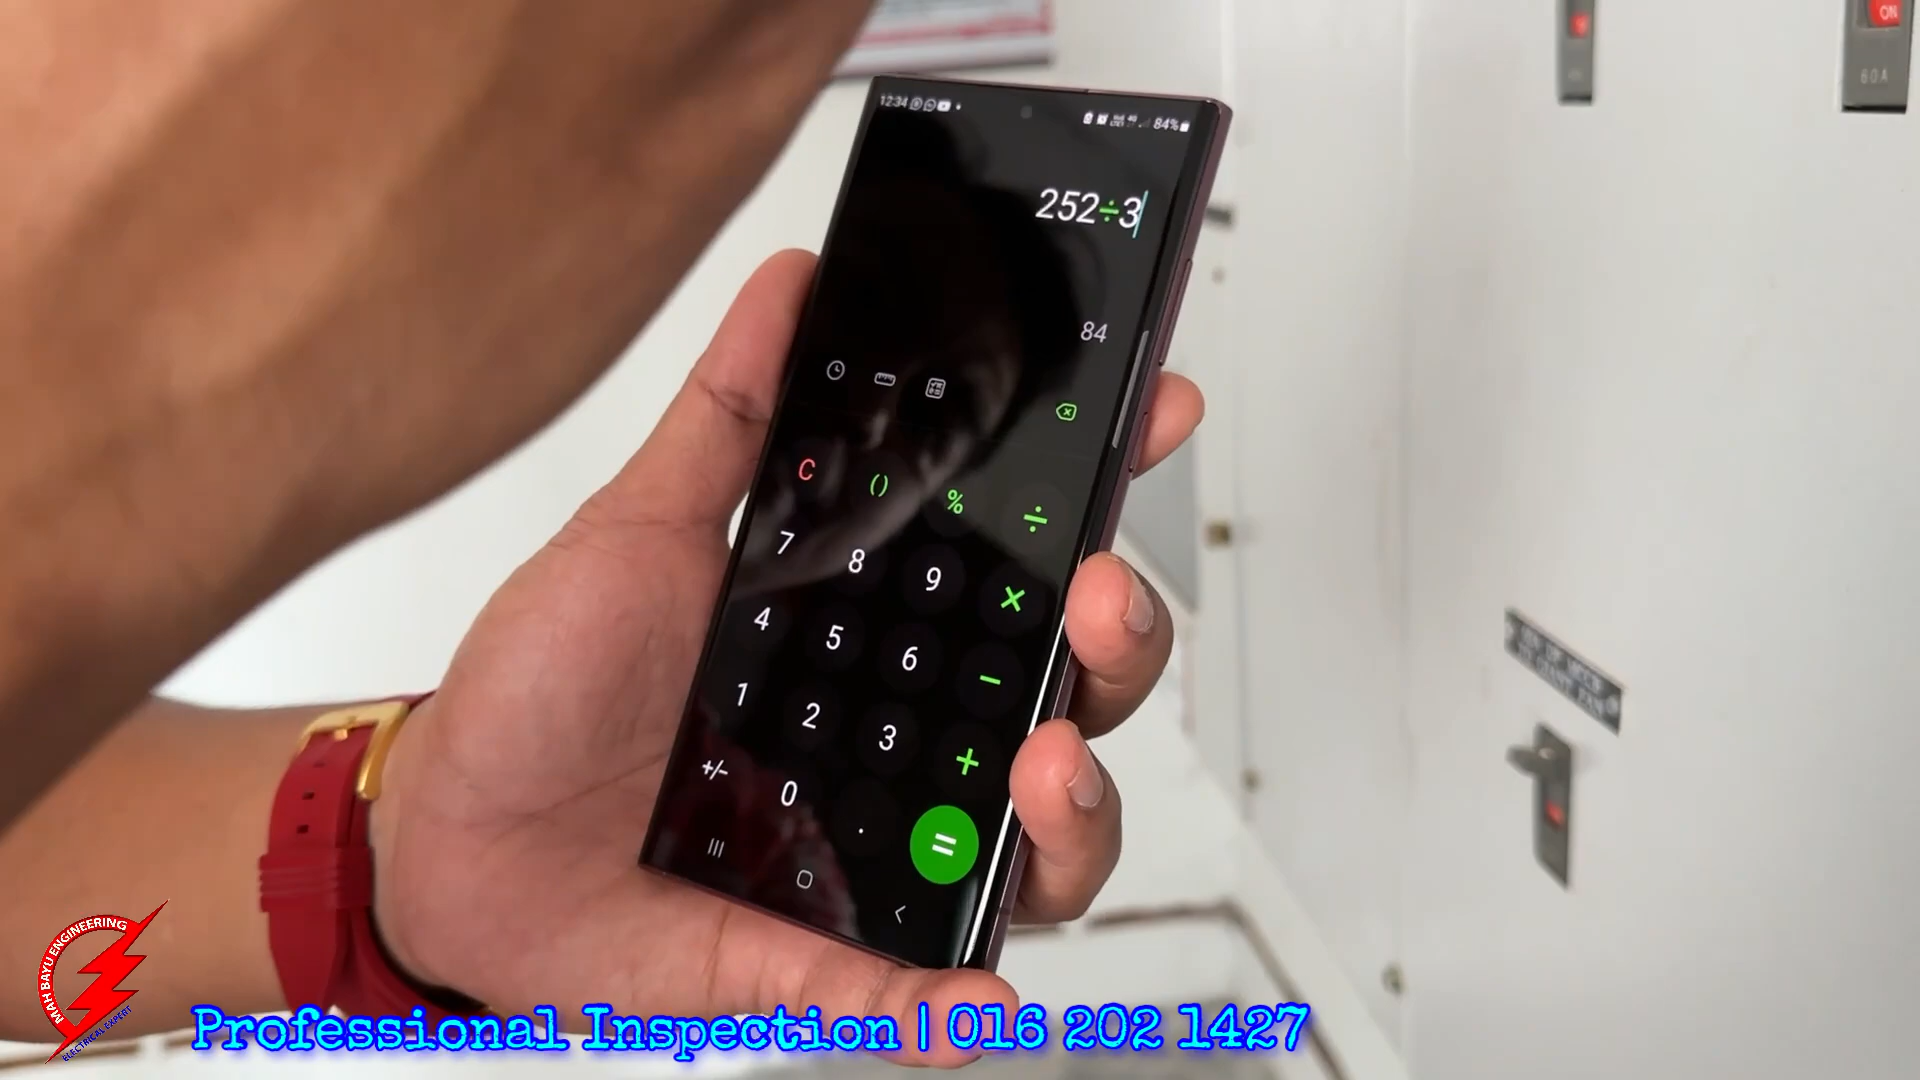 ON
60A
12:34
84%
252÷3
84
C () % ÷
7 8 9 ×
4 5 6 −
1 2 3 +
+/- 0 . =
MAH BAYU ENGINEERING
ELECTRICAL EXPERT
Professional Inspection | 016 202 1427